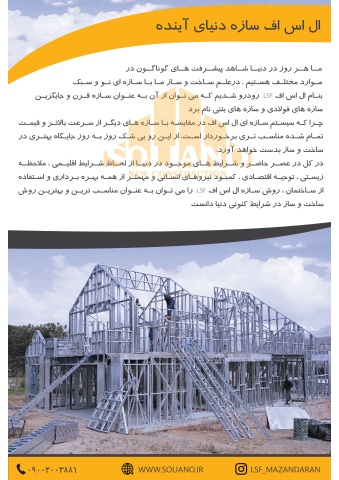 ال اس اف سازه دنیای آینده
ما هر روز در دنیا شاهد پیشرفت های گوناگون در
موارد مختلف هستیم . درعلم ساخت و ساز ما با سازه ای نو و سبک
بنام ال اس اف LSF رودرو شدیم که می توان از آن به عنوان سازه قرن و جایگزین
سازه های فولادی و سازه های بتنی نام برد
چرا که سیستم سازه ای ال اس اف در مقایسه با سازه های دیگر از سرعت بالاتر و قیمت
تمام شده مناسب تری برخوردار است. از این رو بی شک روز به روز جایگاه بهتری در
ساخت و ساز بدست خواهد آورد.
در کل در عصر حاضر و شرایط های موجود در دنیا از لحاظ شرایط اقلیمی ، ملاحظه
زیستی ، توجیه اقتصادی ، کمبود نیروهای انسانی و مهمتر از همه بهره برداری و استفاده
از ساختمان ، روش سازه ال اس اف LSF را می توان به عنوان مناسب ترین و بهترین روش
ساخت و ساز در شرایط کنونی دنیا دانست
SOLIANO
۰۹۰۰۳۰۰۳۸۸۱ WWW.SOLIANO.IR LSF_MAZANDARAN